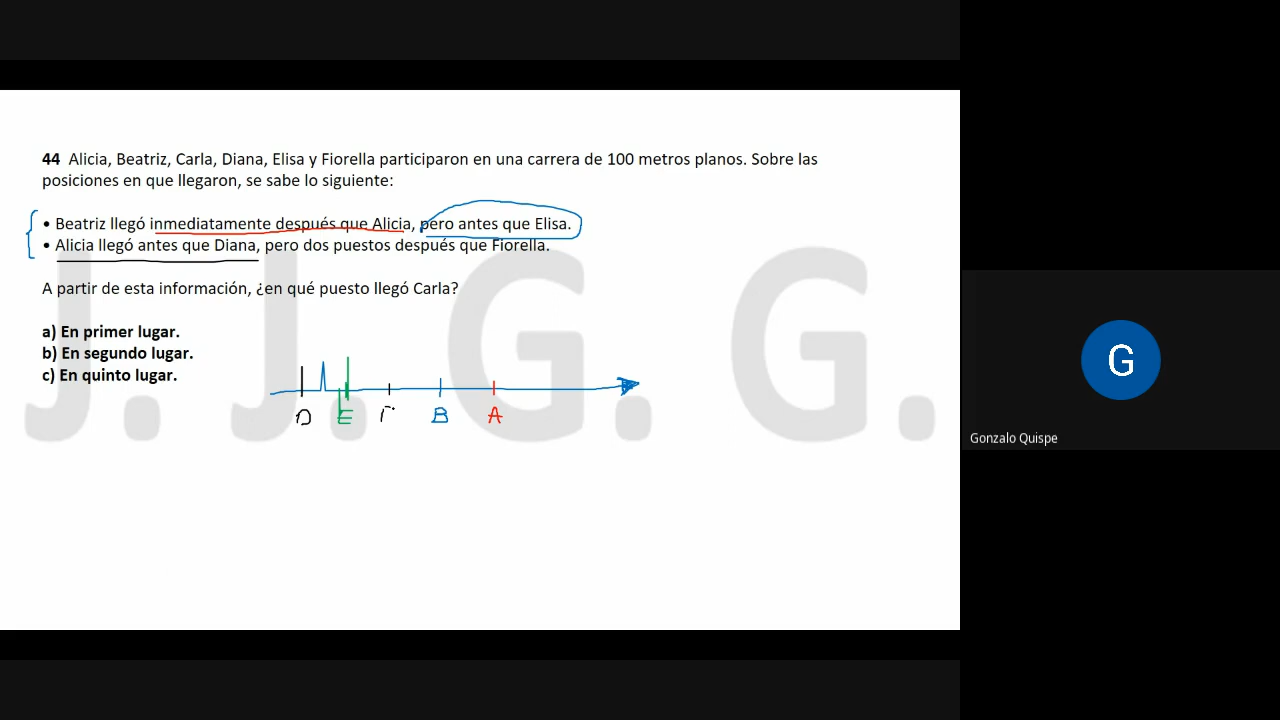 44 Alicia, Beatriz, Carla, Diana, Elisa y Fiorella participaron en una carrera de 100 metros planos. Sobre las
posiciones en que llegaron, se sabe lo siguiente:
• Beatriz llegó inmediatamente después que Alicia, pero antes que Elisa.
• Alicia llegó antes que Diana, pero dos puestos después que Fiorella.
A partir de esta información, ¿en qué puesto llegó Carla?
a) En primer lugar.
b) En segundo lugar.
c) En quinto lugar.
D E B A
J. J. G. G.
G
Gonzalo Quispe